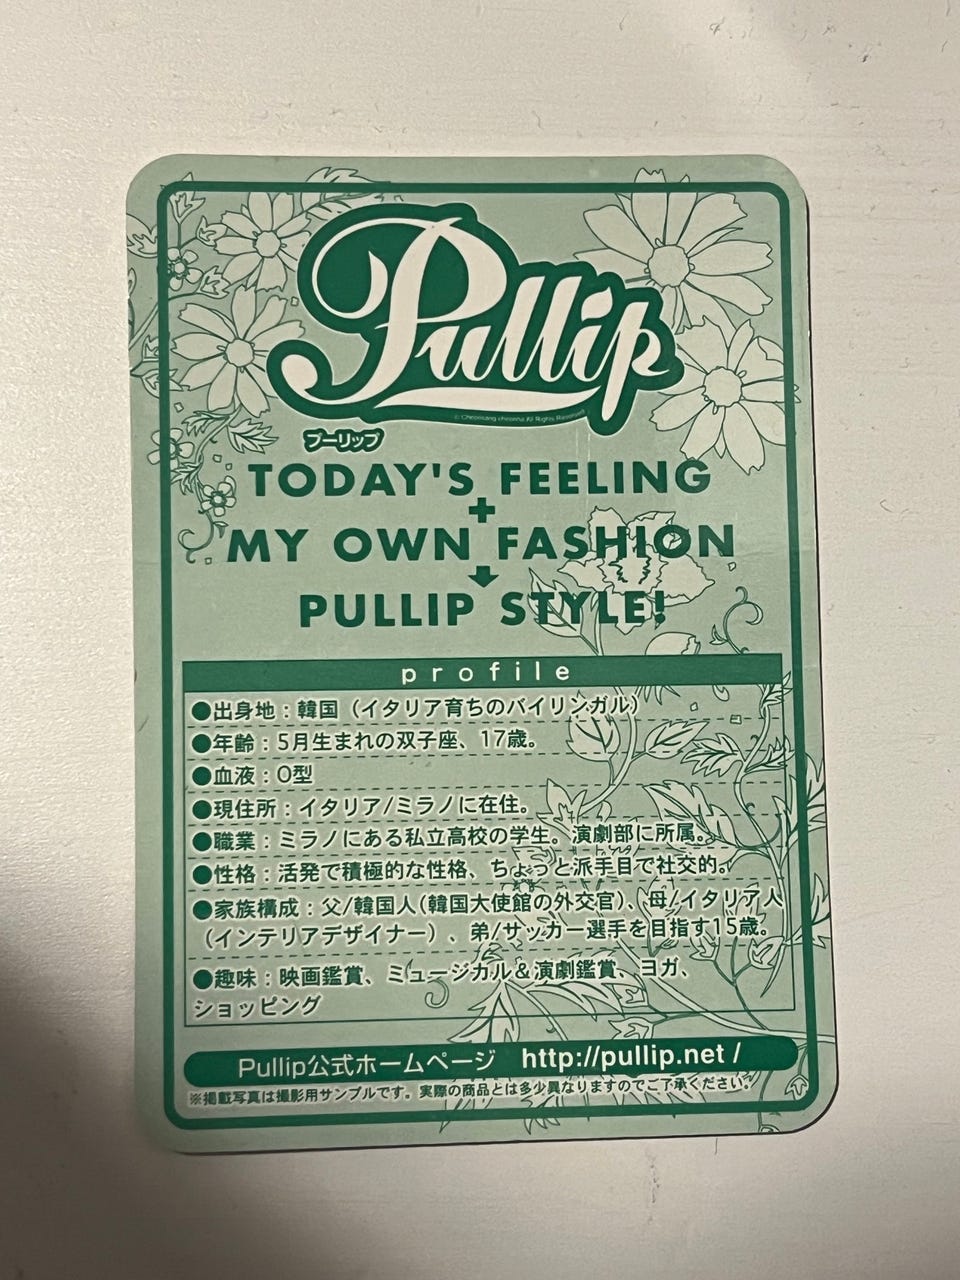 Pullip
© Cheonsang cheonha All Rights Reserved
プーリップ
TODAY'S FEELING
+
MY OWN FASHION
PULLIP STYLE!
profile
●出身地：韓国（イタリア育ちのバイリンガル）
●年齢：5月生まれの双子座、17歳。
●血液：O型
●現住所：イタリア/ミラノに在住。
●職業：ミラノにある私立高校の学生。演劇部に所属。
●性格：活発で積極的な性格、ちょっと派手目で社交的。
●家族構成：父/韓国人(韓国大使館の外交官)、母/イタリア人
（インテリアデザイナー）、弟/サッカー選手を目指す15歳。
●趣味：映画鑑賞、ミュージカル＆演劇鑑賞、ヨガ、
ショッピング
Pullip公式ホームページ http://pullip.net /
※掲載写真は撮影用サンプルです。実際の商品とは多少異なりますのでご了承ください。